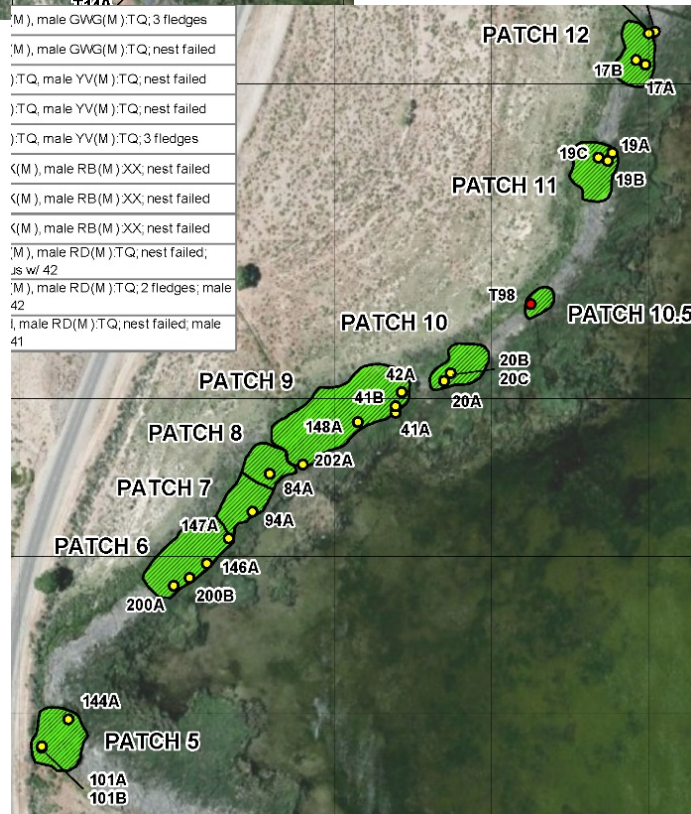 T14A
(M), male GWG(M):TQ; 3 fledges
(M), male GWG(M):TQ; nest failed
):TQ, male YV(M):TQ; nest failed
):TQ, male YV(M):TQ; nest failed
):TQ, male YV(M):TQ; 3 fledges
X(M), male RB(M):XX; nest failed
X(M), male RB(M):XX; nest failed
X(M), male RB(M):XX; nest failed
(M), male RD(M):TQ; nest failed;
us w/ 42
(M), male RD(M):TQ; 2 fledges; male
42
, male RD(M):TQ; nest failed; male
41
PATCH 12
17B
17A
19A
19C
19B
PATCH 11
T98
PATCH 10.5
PATCH 10
20B
20C
20A
PATCH 9
42A
41B
41A
148A
PATCH 8
202A
84A
PATCH 7
94A
147A
PATCH 6
146A
200B
200A
144A
PATCH 5
101A
101B